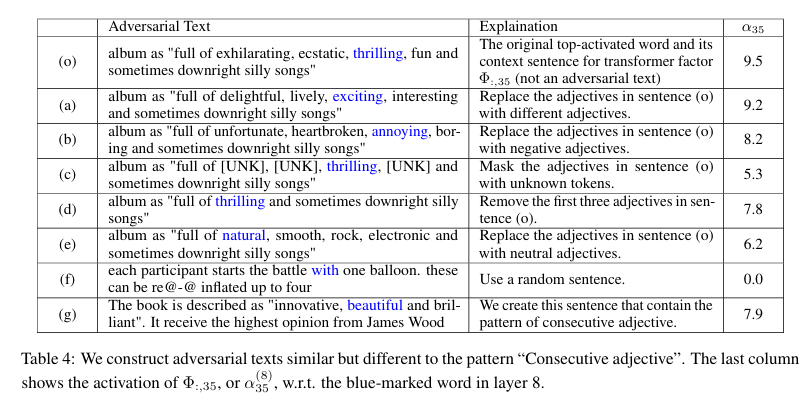 Adversarial Text Explaination α35
(o) album as "full of exhilarating, ecstatic, thrilling, fun and sometimes downright silly songs" The original top-activated word and its context sentence for transformer factor Φ:,35 (not an adversarial text) 9.5
(a) album as "full of delightful, lively, exciting, interesting and sometimes downright silly songs" Replace the adjectives in sentence (o) with different adjectives. 9.2
(b) album as "full of unfortunate, heartbroken, annoying, boring and sometimes downright silly songs" Replace the adjectives in sentence (o) with negative adjectives. 8.2
(c) album as "full of [UNK], [UNK], thrilling, [UNK] and sometimes downright silly songs" Mask the adjectives in sentence (o) with unknown tokens. 5.3
(d) album as "full of thrilling and sometimes downright silly songs" Remove the first three adjectives in sentence (o). 7.8
(e) album as "full of natural, smooth, rock, electronic and sometimes downright silly songs" Replace the adjectives in sentence (o) with neutral adjectives. 6.2
(f) each participant starts the battle with one balloon. these can be re@-@ inflated up to four Use a random sentence. 0.0
(g) The book is described as "innovative, beautiful and brilliant". It receive the highest opinion from James Wood We create this sentence that contain the pattern of consecutive adjective. 7.9
Table 4: We construct adversarial texts similar but different to the pattern “Consecutive adjective”. The last column
shows the activation of Φ:,35, or α35(8), w.r.t. the blue-marked word in layer 8.